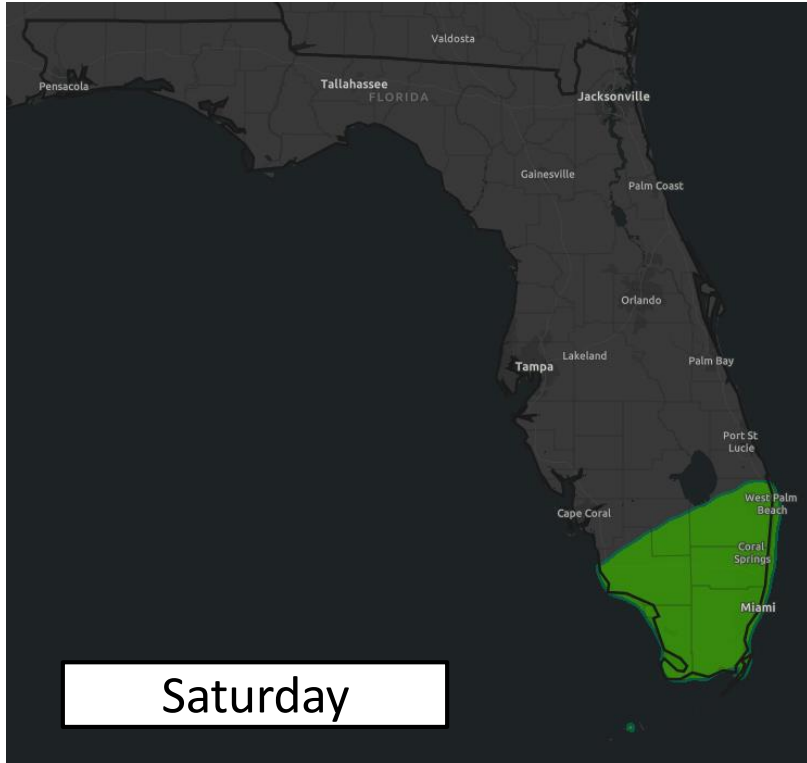 Valdosta
Pensacola
Tallahassee
FLORIDA
Jacksonville
Gainesville
Palm Coast
Orlando
Lakeland
Tampa
Palm Bay
Port St
Lucie
West Palm
Beach
Cape Coral
Coral
Springs
Miami
Saturday